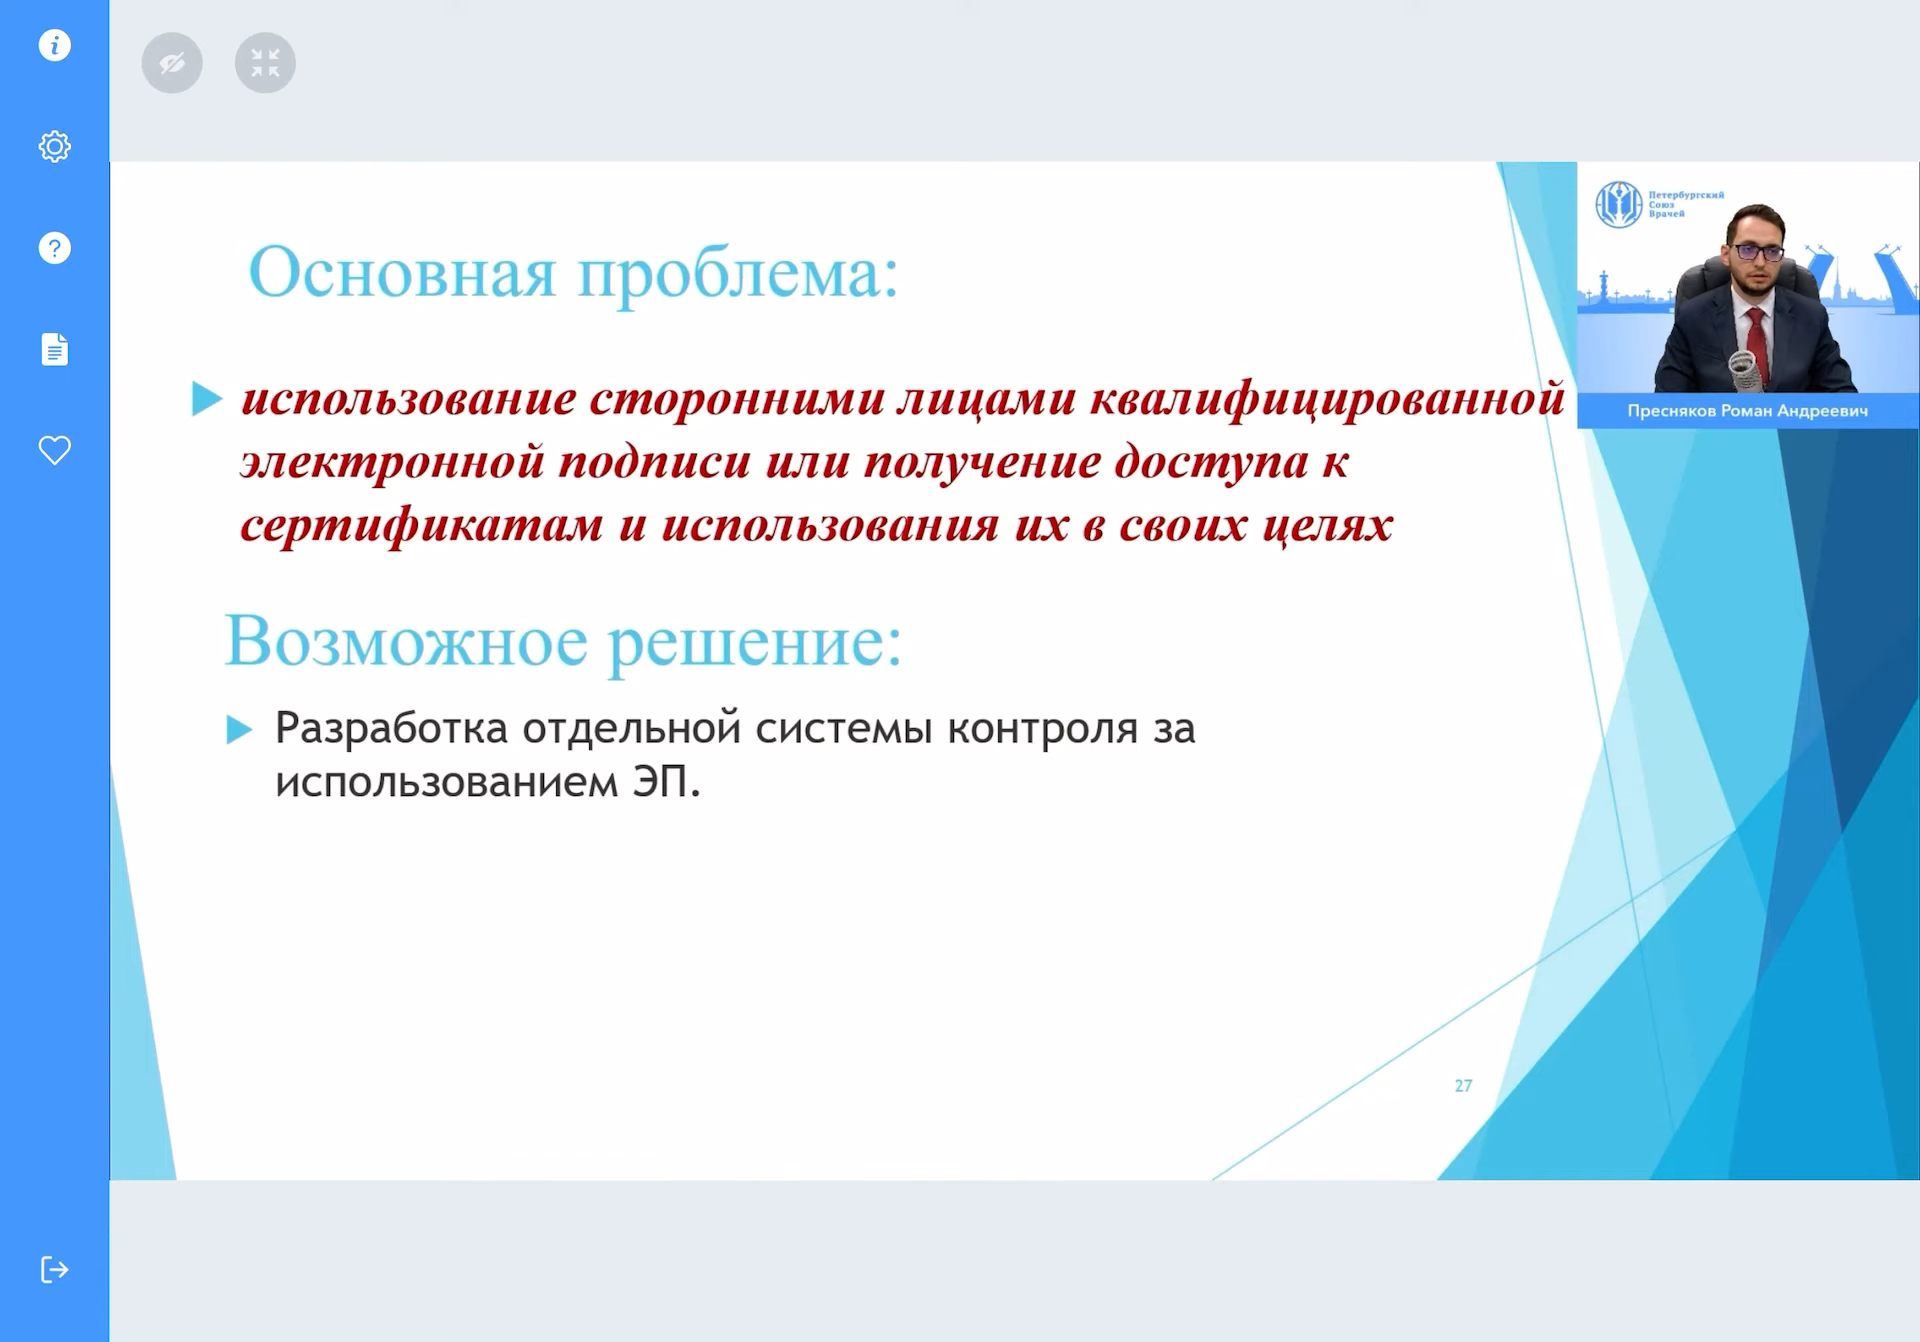 Основная проблема:
использование сторонними лицами квалифицированной
электронной подписи или получение доступа к
сертификатам и использования их в своих целях
Возможное решение:
Разработка отдельной системы контроля за
использованием ЭП.
27
Петербургский
Союз
Врачей
Пресняков Роман Андреевич